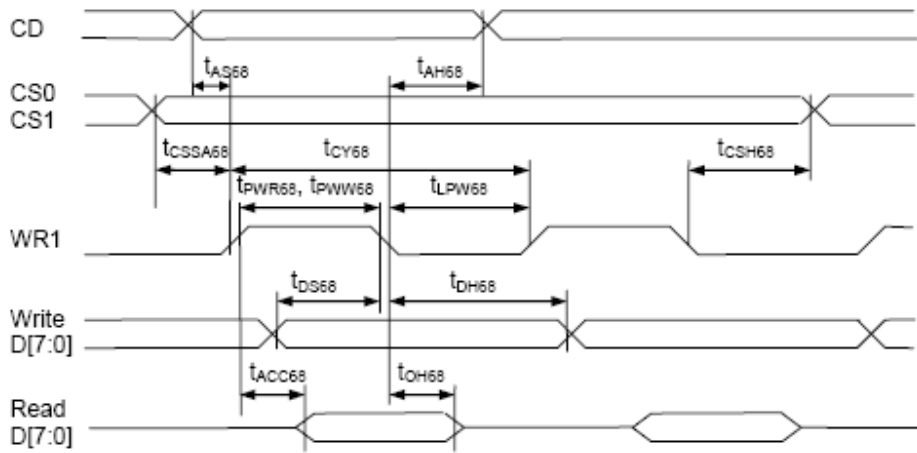 CD
tAS68
tAH68
CS0
CS1
tCSSA68
tCY68
tCSH68
tPWR68, tPWW68
tLPW68
WR1
tDS68
tDH68
Write
D[7:0]
tACC68
tOH68
Read
D[7:0]